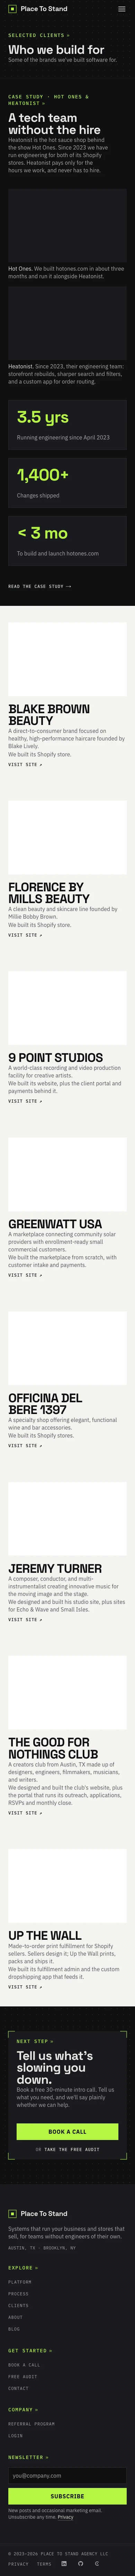 Place To Stand
SELECTED CLIENTS
Who we build for
Some of the brands we've built software for.
CASE STUDY · HOT ONES &
HEATONIST
A tech team
without the hire
Heatonist is the hot sauce shop behind
the show Hot Ones. Since 2023 we have
run engineering for both of its Shopify
stores. Heatonist pays only for the
hours we work, and never has to hire.
Hot Ones. We built hotones.com in about three
months and run it alongside Heatonist.
Heatonist. Since 2023, their engineering team:
storefront rebuilds, sharper search and filters,
and a custom app for order routing.
3.5 yrs
Running engineering since April 2023
1,400+
Changes shipped
< 3 mo
To build and launch hotones.com
READ THE CASE STUDY →
BLAKE BROWN
BEAUTY
A direct-to-consumer brand focused on
healthy, high-performance haircare founded by
Blake Lively.
We built its Shopify store.
VISIT SITE ↗
FLORENCE BY
MILLS BEAUTY
A clean beauty and skincare line founded by
Millie Bobby Brown.
We built its Shopify store.
VISIT SITE ↗
9 POINT STUDIOS
A world-class recording and video production
facility for creative artists.
We built its website, plus the client portal and
payments behind it.
VISIT SITE ↗
GREENWATT USA
A marketplace connecting community solar
providers with enrollment-ready small
commercial customers.
We built the marketplace from scratch, with
customer intake and payments.
VISIT SITE ↗
OFFICINA DEL
BERE 1397
A specialty shop offering elegant, functional
wine and bar accessories.
We built its Shopify stores.
VISIT SITE ↗
JEREMY TURNER
A composer, conductor, and multi-
instrumentalist creating innovative music for
the moving image and the stage.
We designed and built his studio site, plus sites
for Echo & Wave and Small Isles.
VISIT SITE ↗
THE GOOD FOR
NOTHINGS CLUB
A creators club from Austin, TX made up of
designers, engineers, filmmakers, musicians,
and writers.
We designed and built the club's website, plus
the portal that runs its outreach, applications,
RSVPs and monthly close.
VISIT SITE ↗
UP THE WALL
Made-to-order print fulfillment for Shopify
sellers. Sellers design it; Up the Wall prints,
packs and ships it.
We built its fulfillment admin and the custom
dropshipping app that feeds it.
VISIT SITE ↗
NEXT STEP
Tell us what's
slowing you
down.
Book a free 30-minute intro call. Tell us
what you need, and we'll say plainly
whether we can help.
BOOK A CALL
OR TAKE THE FREE AUDIT
Place To Stand
Systems that run your business and stores that
sell, for teams without engineers of their own.
AUSTIN, TX · BROOKLYN, NY
EXPLORE
PLATFORM
PROCESS
CLIENTS
ABOUT
BLOG
GET STARTED
BOOK A CALL
FREE AUDIT
CONTACT
COMPANY
REFERRAL PROGRAM
LOGIN
NEWSLETTER
you@company.com
SUBSCRIBE
New posts and occasional marketing email.
Unsubscribe any time. Privacy
© 2023–2026 PLACE TO STAND AGENCY LLC
PRIVACY TERMS